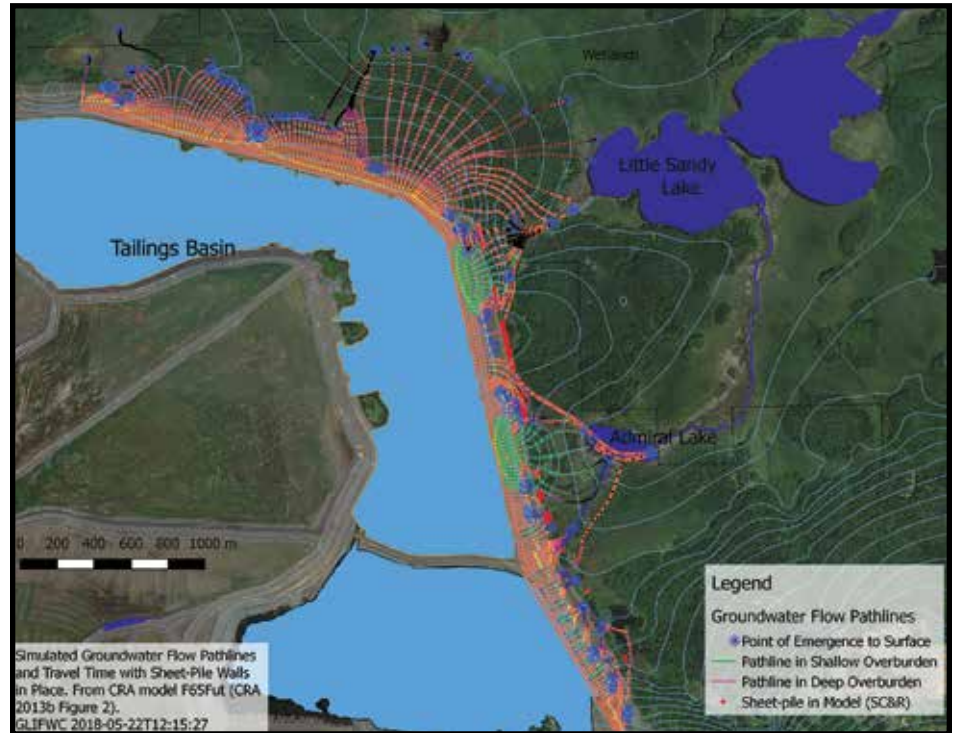 Wetlands
Little Sandy
Lake
Tailings Basin
Admiral Lake
0 200 400 600 800 1000 m
Legend
Groundwater Flow Pathlines
Point of Emergence to Surface
Pathline in Shallow Overburden
Pathline in Deep Overburden
Sheet-pile in Model (SC&R)
Simulated Groundwater Flow Pathlines
and Travel Time with Sheet-Pile Walls
in Place. From CRA model F65Fut (CRA
2013b Figure 2).
GLIFWC 2018-05-22T12:15:27